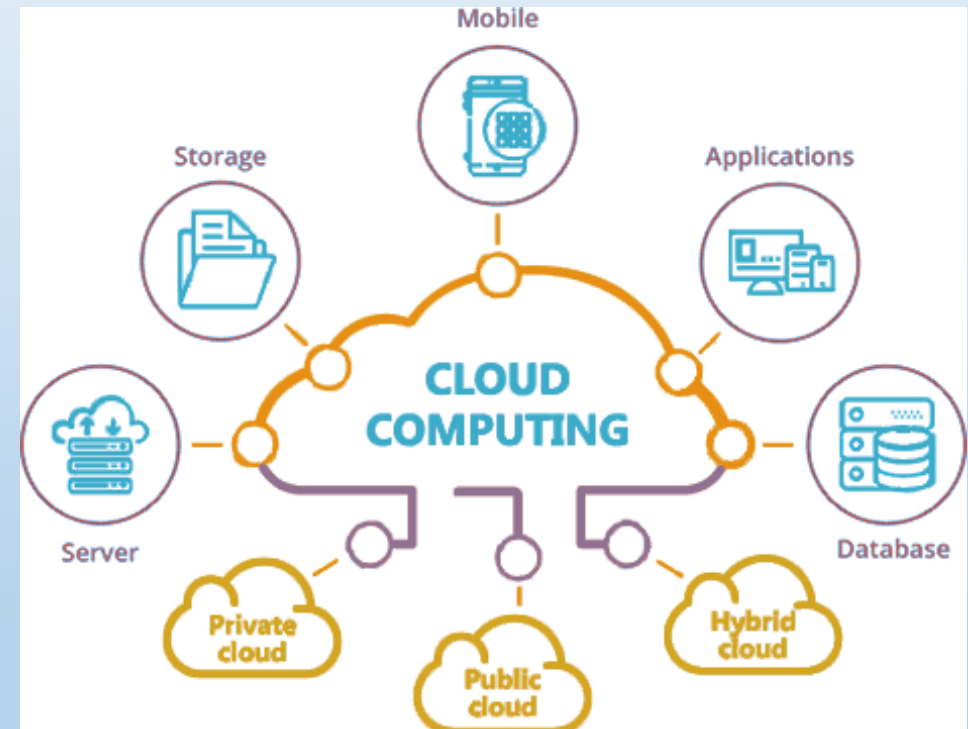 Mobile
Storage
Applications
CLOUD
COMPUTING
Server
Database
Private
cloud
Public
cloud
Hybrid
cloud